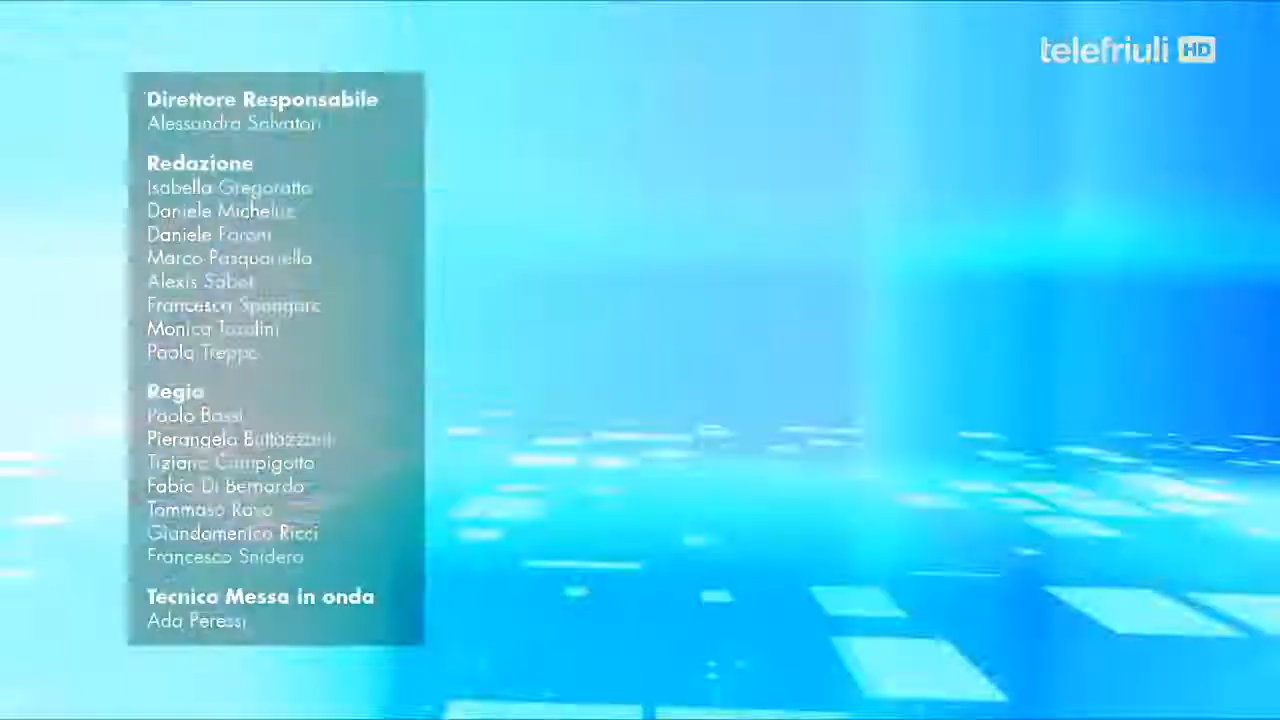 telefriuli HD
Direttore Responsabile
Alessandra Salvatori
Redazione
Isabella Gregoratto
Daniele Micheluz
Daniele Paroni
Marco Pasquariello
Alexis Sabot
Francesca Spangaro
Monica Tosolini
Paola Treppo
Regia
Paolo Bassi
Pierangela Buttazzoni
Tiziano Campigotto
Fabio Di Bernardo
Tommaso
Giandomenico Ricci
Francesco Snidero
Tecnica Messa in onda
Ada Peressi